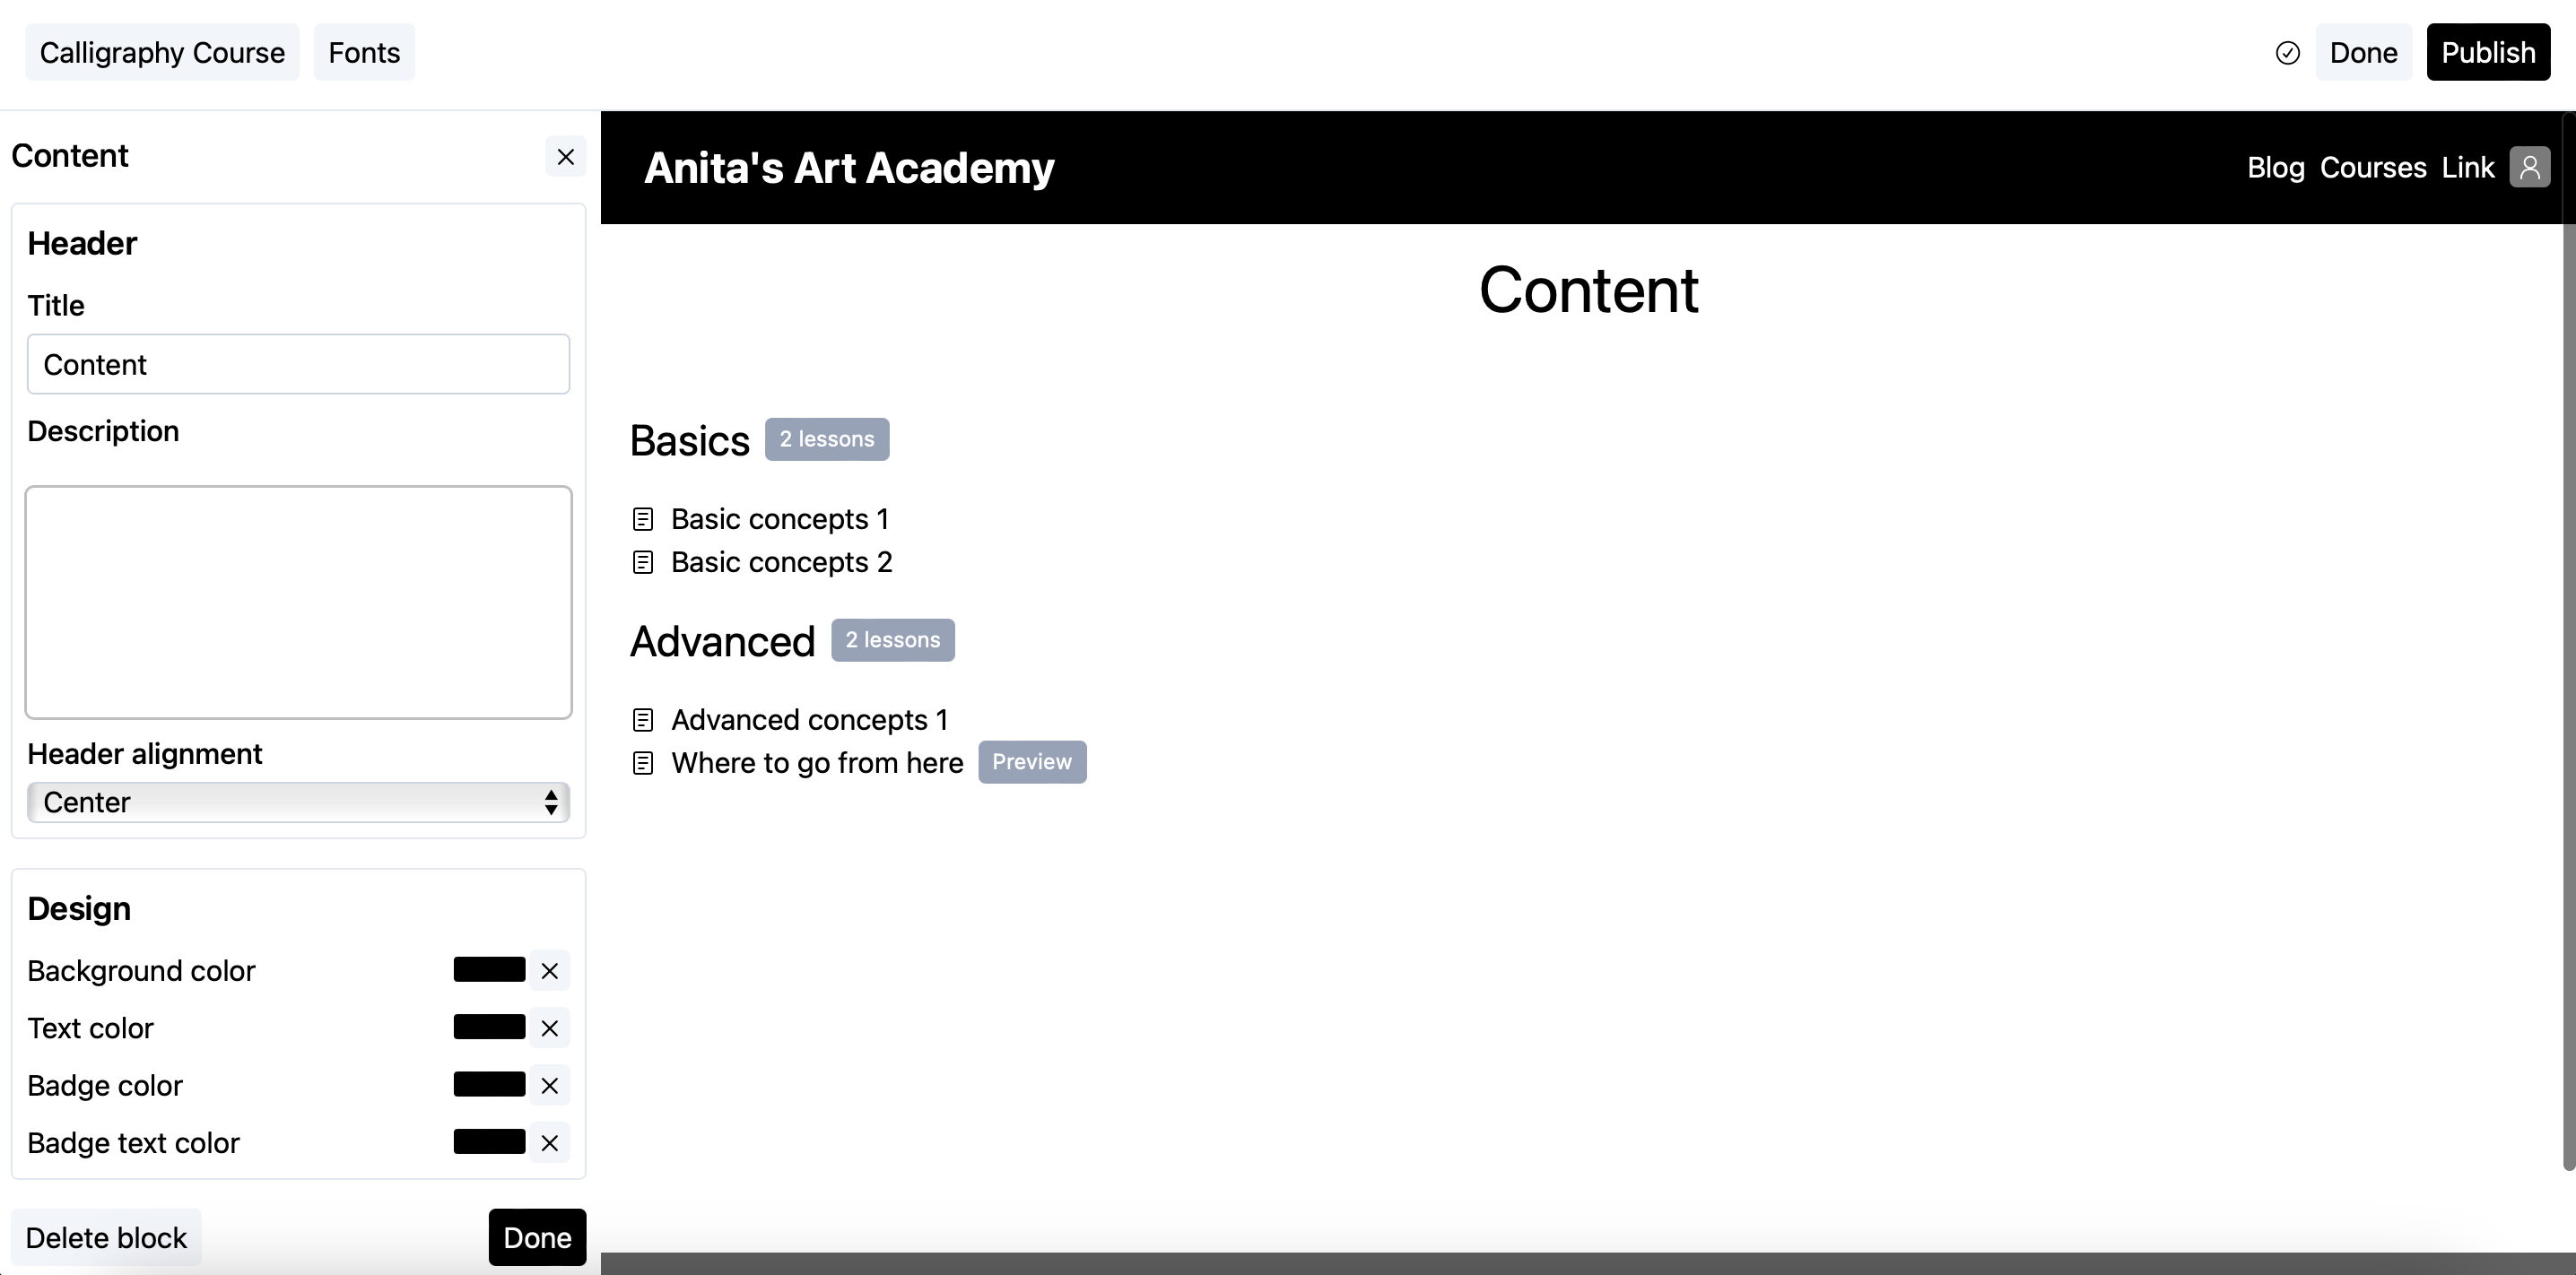 Calligraphy Course Fonts Done Publish
Content
Header
Title
Content
Description
Header alignment
Center
Design
Background color
Text color
Badge color
Badge text color
Delete block Done
Anita's Art Academy Blog Courses Link
Content
Basics 2 lessons
Basic concepts 1
Basic concepts 2
Advanced 2 lessons
Advanced concepts 1
Where to go from here Preview